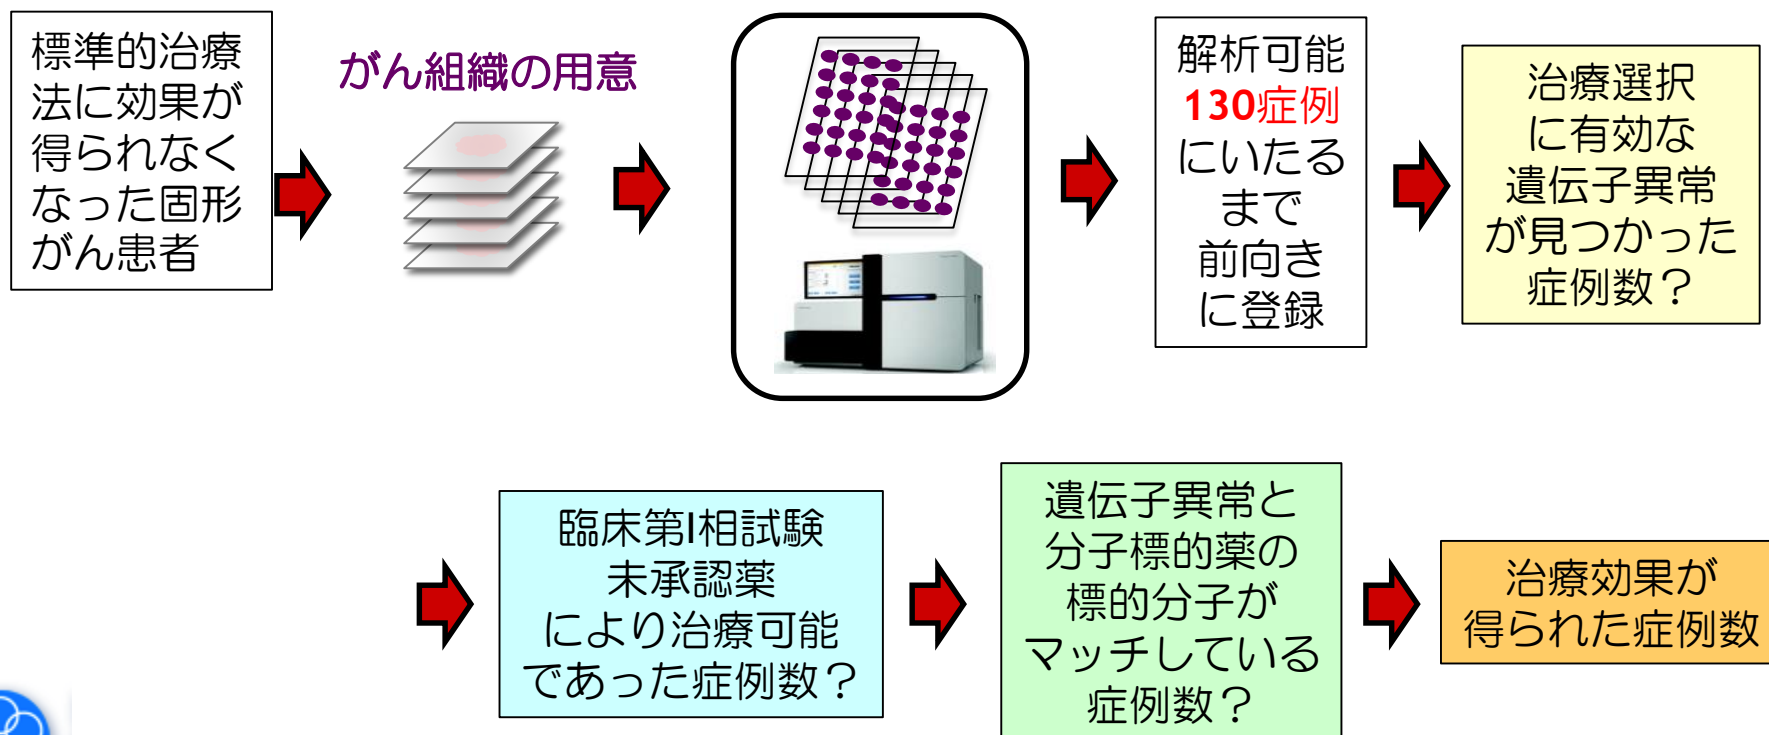 標準的治療
法に効果が
得られなく
なった固形
がん患者
がん組織の用意
解析可能
130症例
にいたる
まで
前向き
に登録
治療選択
に有効な
遺伝子異常
が見つかった
症例数？
臨床第I相試験
未承認薬
により治療可能
であった症例数？
遺伝子異常と
分子標的薬の
標的分子が
マッチしている
症例数？
治療効果が
得られた症例数